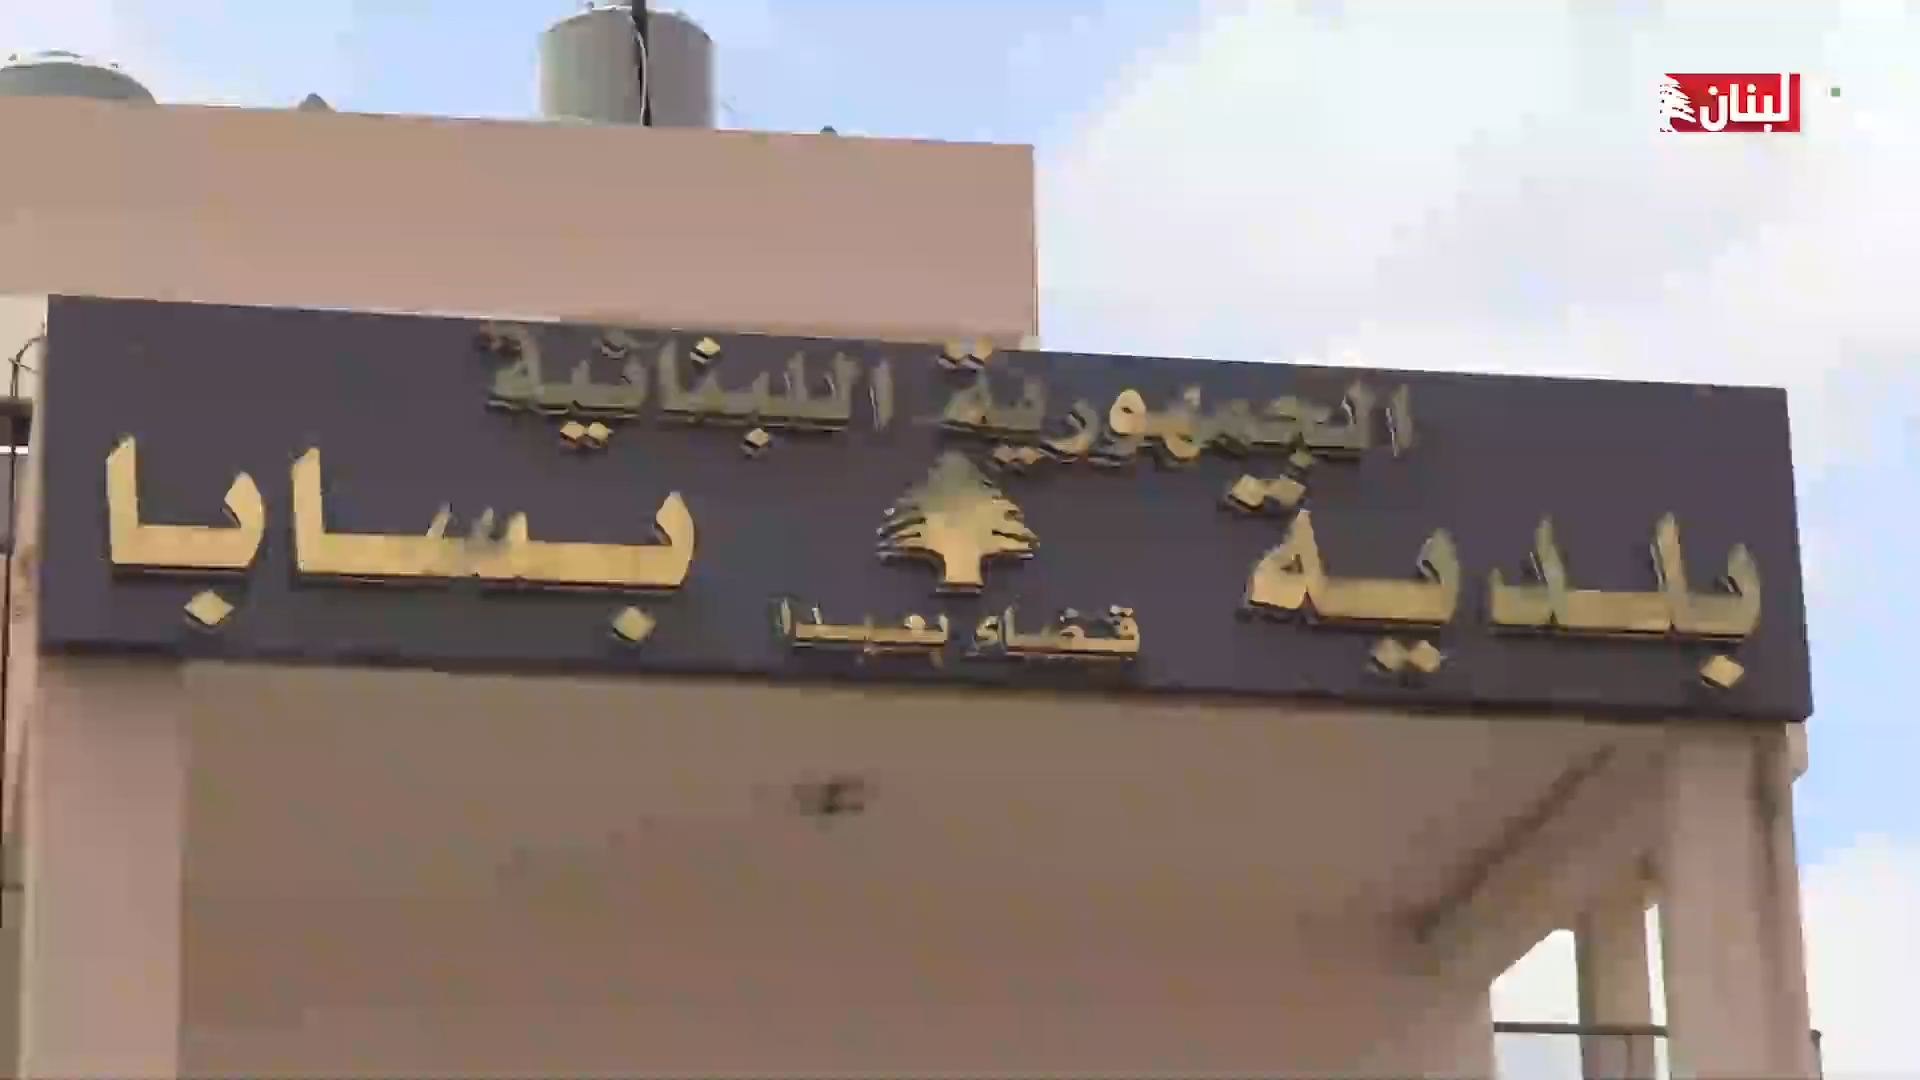 لبنان
الجمهورية اللبنانية
بلدية بسابا
قضاء بعبدا